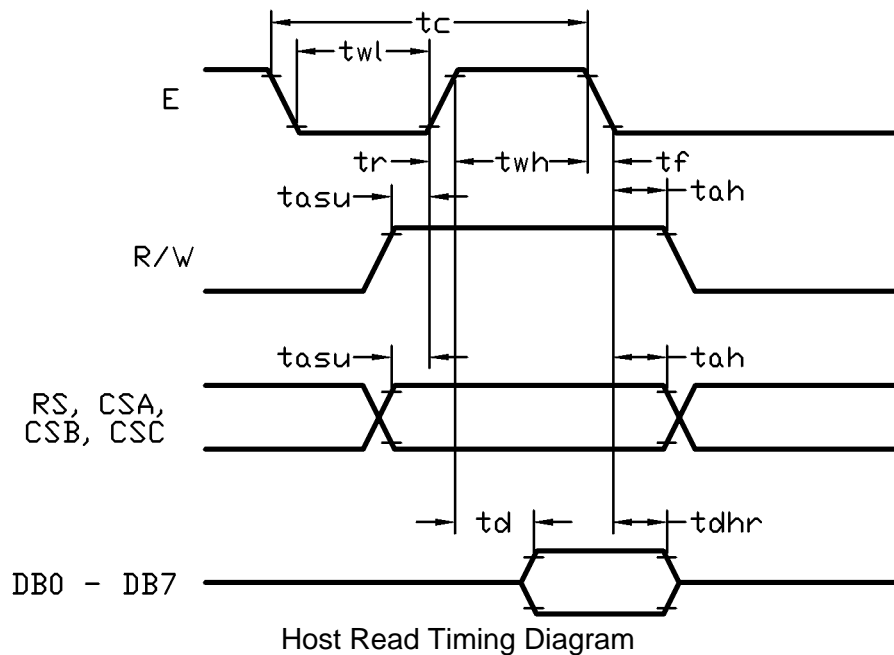 tc
twl
E
tr
twh
tf
tasu
tah
R/W
tasu
tah
RS, CSA,
CSB, CSC
td
tdhr
DB0 - DB7
Host Read Timing Diagram